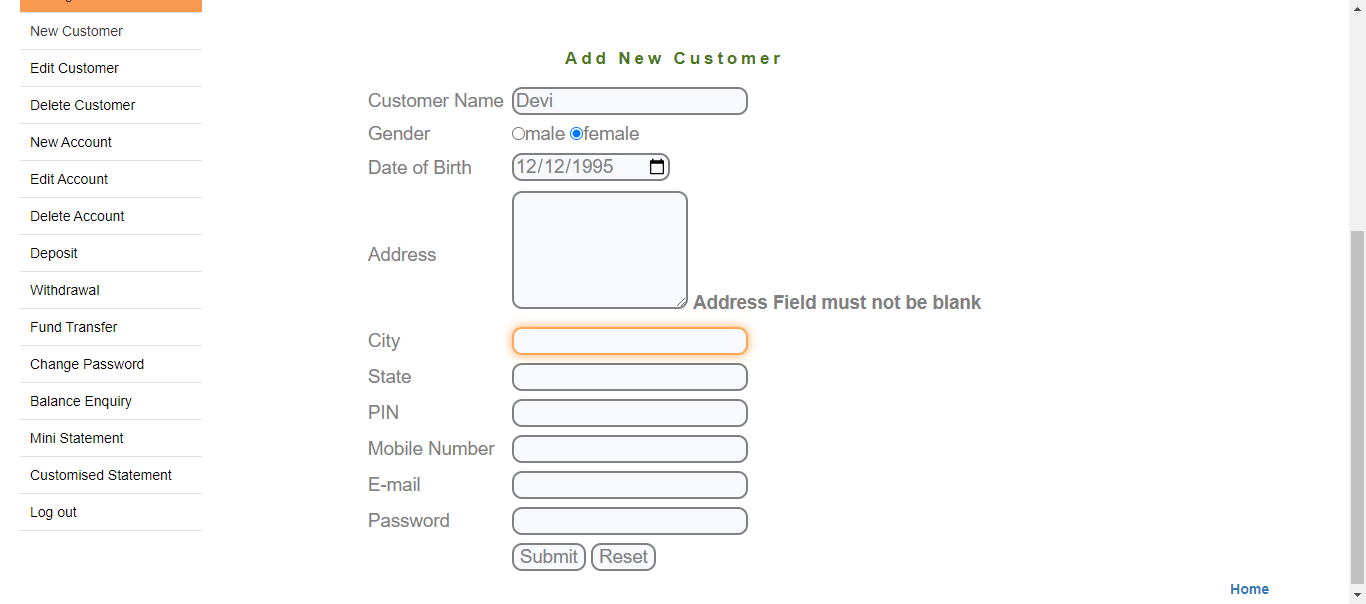 New Customer
Edit Customer
Delete Customer
New Account
Edit Account
Delete Account
Deposit
Withdrawal
Fund Transfer
Change Password
Balance Enquiry
Mini Statement
Customised Statement
Log out
Add New Customer
Customer Name Devi
Gender male female
Date of Birth 12/12/1995
Address Address Field must not be blank
City
State
PIN
Mobile Number
E-mail
Password
Submit Reset
Home